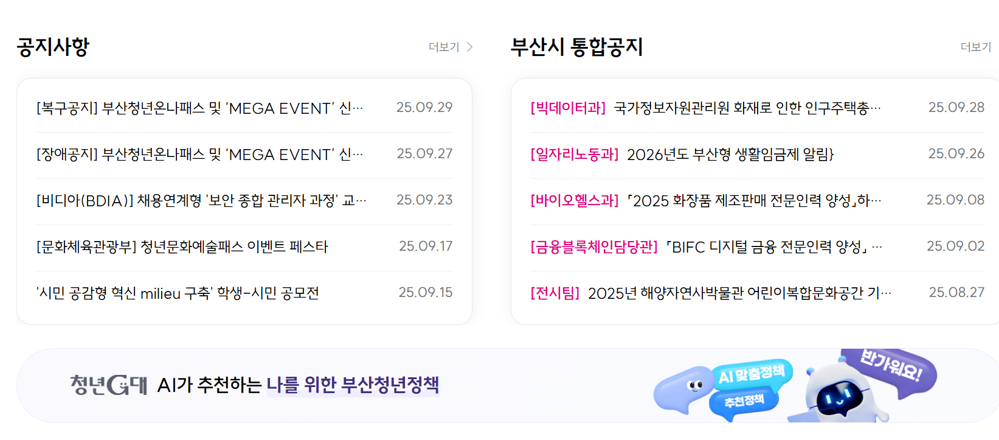 공지사항
더보기
[복구공지] 부산청년온나패스 및 ‘MEGA EVENT’ 신… 25.09.29
[장애공지] 부산청년온나패스 및 ‘MEGA EVENT’ 신… 25.09.27
[비디아(BDIA)] 채용연계형 '보안 종합 관리자 과정' 교… 25.09.23
[문화체육관광부] 청년문화예술패스 이벤트 페스타 25.09.17
'시민 공감형 혁신 milieu 구축' 학생-시민 공모전 25.09.15
부산시 통합공지
더보기
[빅데이터과] 국가정보자원관리원 화재로 인한 인구주택총… 25.09.28
[일자리노동과] 2026년도 부산형 생활임금제 알림} 25.09.26
[바이오헬스과] 「2025 화장품 제조판매 전문인력 양성」하… 25.09.08
[금융블록체인담당관] 「BIFC 디지털 금융 전문인력 양성」 … 25.09.02
[전시팀] 2025년 해양자연사박물관 어린이복합문화공간 기… 25.08.27
청년G대 AI가 추천하는 나를 위한 부산청년정책
AI 맞춤정책
추천정책
반가워요!